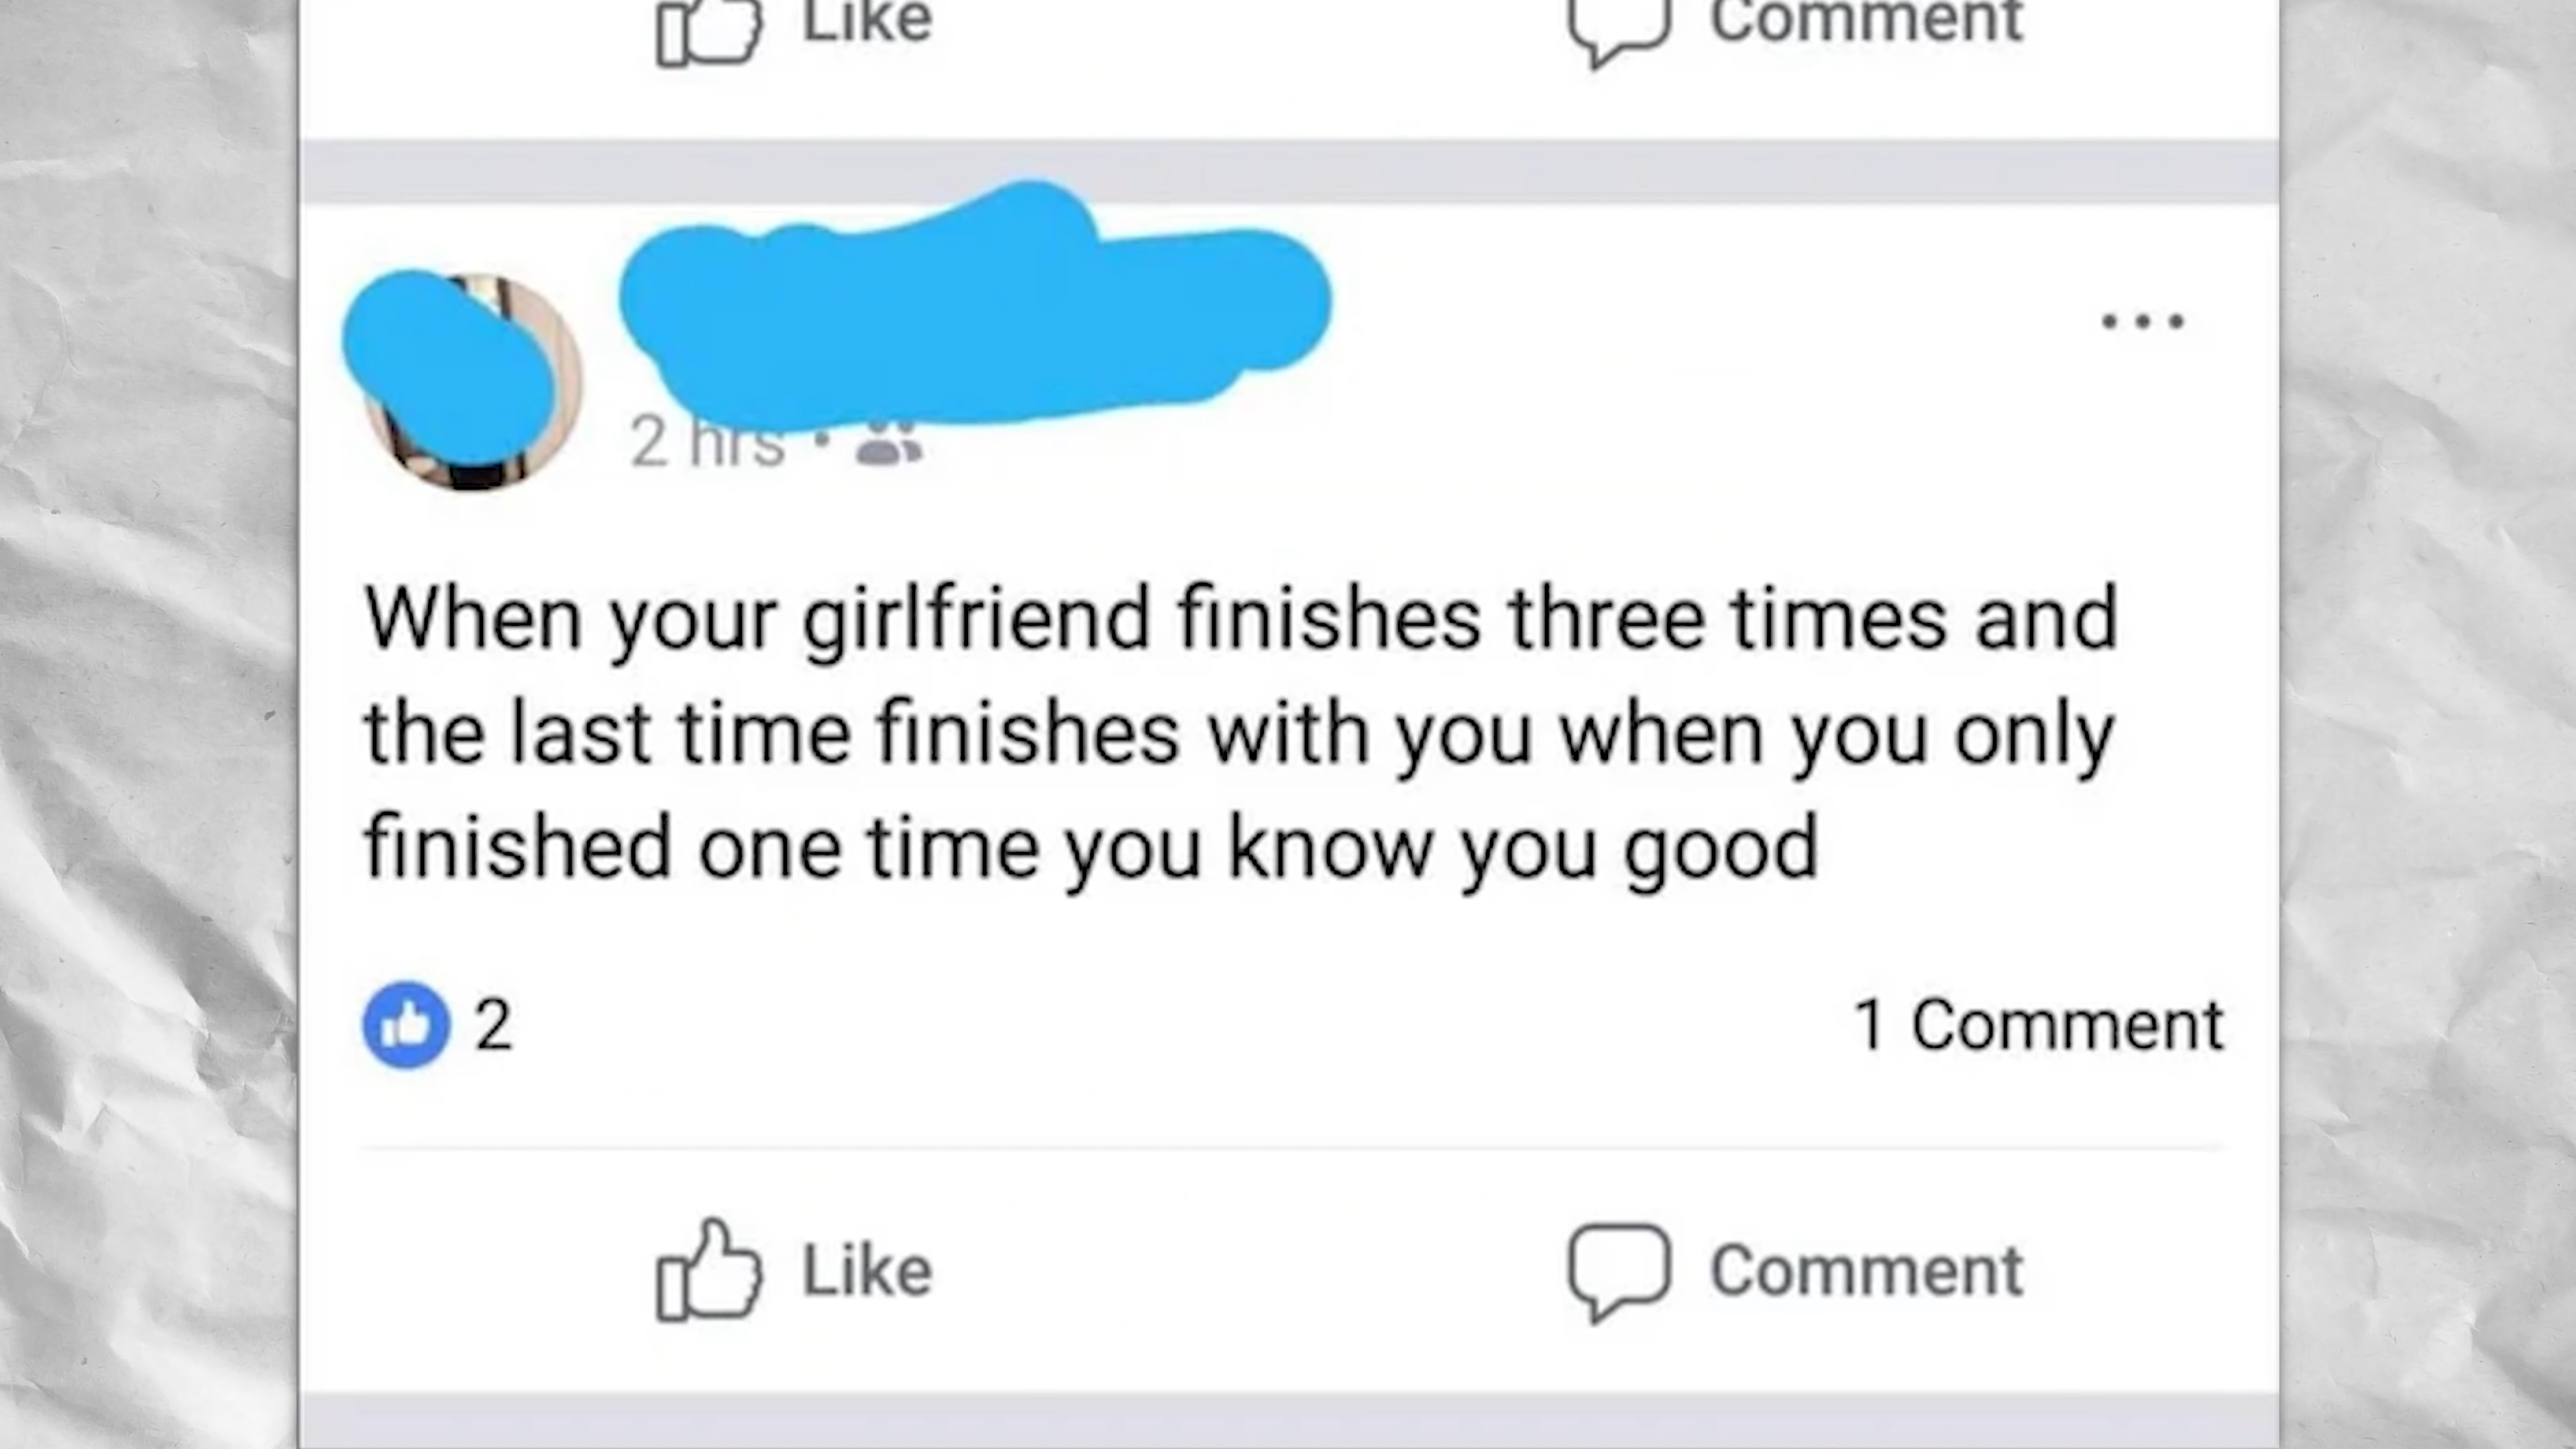 Like Comment
2 hrs
When your girlfriend finishes three times and
the last time finishes with you when you only
finished one time you know you good
2 1 Comment
Like Comment